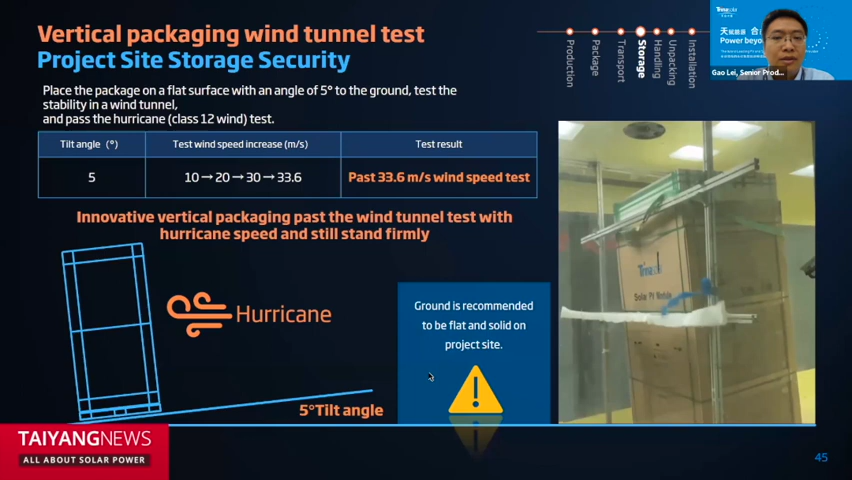 Vertical packaging wind tunnel test
Project Site Storage Security
Place the package on a flat surface with an angle of 5° to the ground, test the
stability in a wind tunnel,
and pass the hurricane (class 12 wind) test.
Tilt angle (°)
Test wind speed increase (m/s)
Test result
5
10→20→30→33.6
Past 33.6 m/s wind speed test
Innovative vertical packaging past the wind tunnel test with
hurricane speed and still stand firmly
Hurricane
5°Tilt angle
Ground is recommended
to be flat and solid on
project site.
Production
Package
Transport
Storage
Handling
Unpacking
Installation
Trinasolar
天赋能源
Power beyo
Gao Lei, Senior Prod...
Solar PV Module
TAIYANGNEWS
ALL ABOUT SOLAR POWER
45